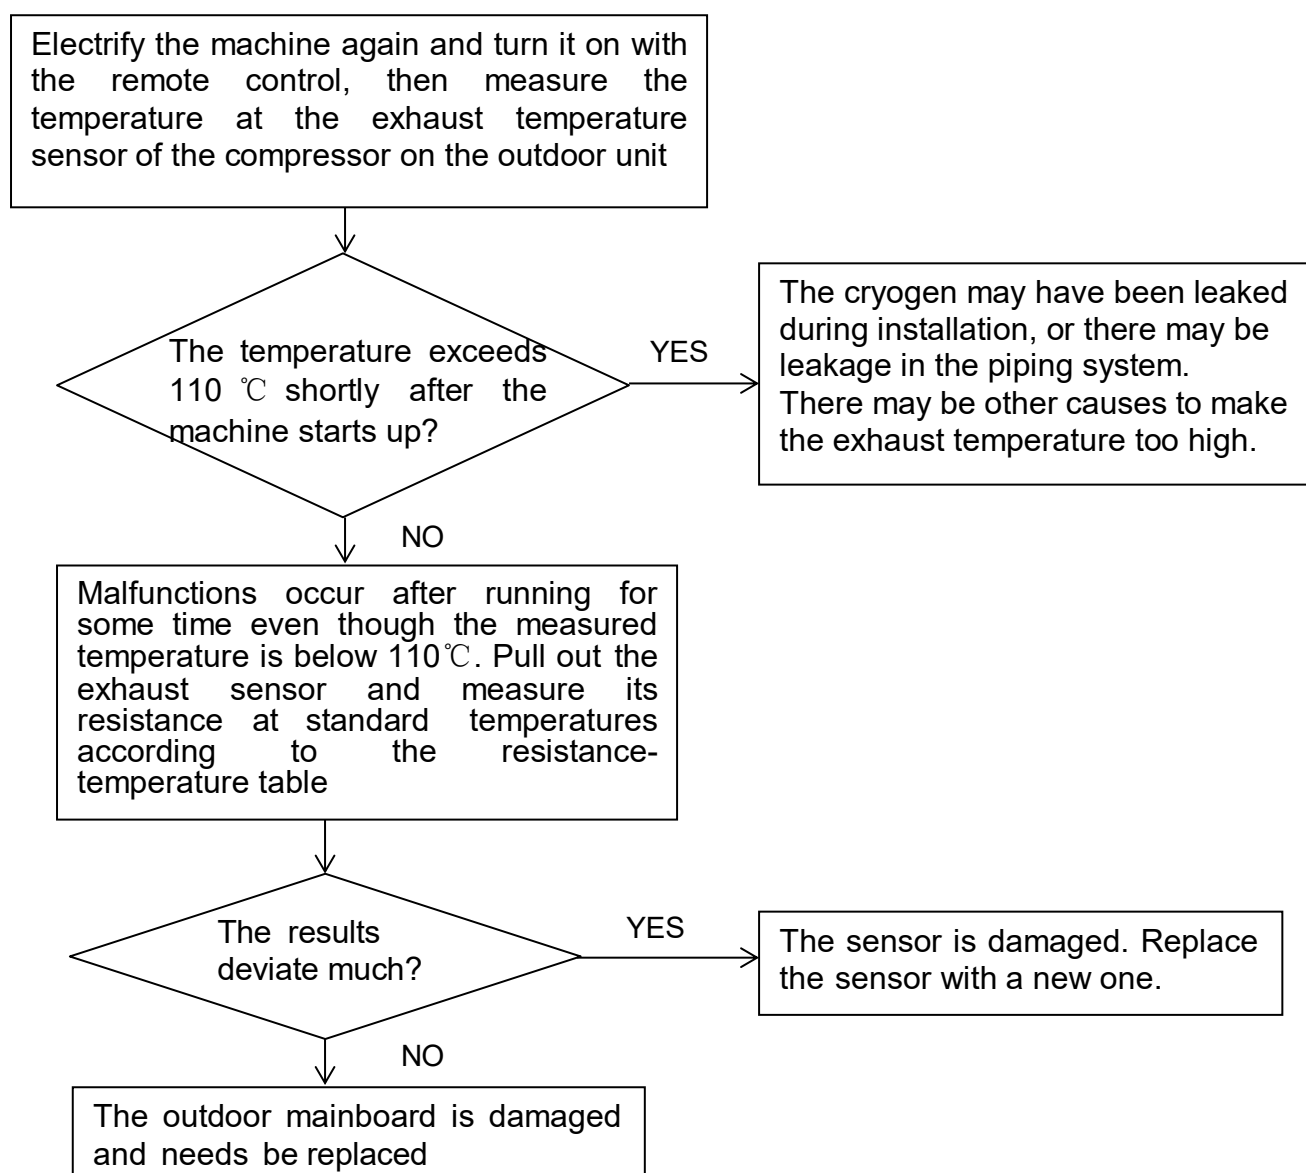 Electrify the machine again and turn it on with
the remote control, then measure the
temperature at the exhaust temperature
sensor of the compressor on the outdoor unit
The temperature exceeds
110 ℃ shortly after the
machine starts up?
YES
The cryogen may have been leaked
during installation, or there may be
leakage in the piping system.
There may be other causes to make
the exhaust temperature too high.
NO
Malfunctions occur after running for
some time even though the measured
temperature is below 110℃. Pull out the
exhaust sensor and measure its
resistance at standard temperatures
according to the resistance-
temperature table
The results
deviate much?
YES
The sensor is damaged. Replace
the sensor with a new one.
NO
The outdoor mainboard is damaged
and needs be replaced